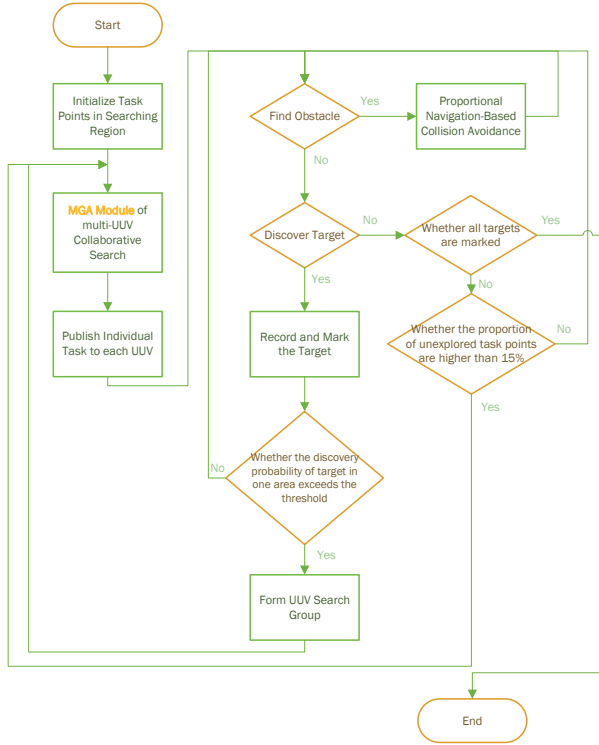 Start
Initialize Task
Points in Searching
Region
MGA Module of
multi-UUV
Collaborative
Search
Publish Individual
Task to each UUV
Find Obstacle
Yes
Proportional
Navigation-Based
Collision Avoidance
No
Discover Target
No
Whether all targets
are marked
Yes
Yes
No
Record and Mark
the Target
Whether the proportion
of unexplored task points
are higher than 15%
No
Yes
Whether the discovery
probability of target in
one area exceeds the
threshold
No
Yes
Form UUV Search
Group
End